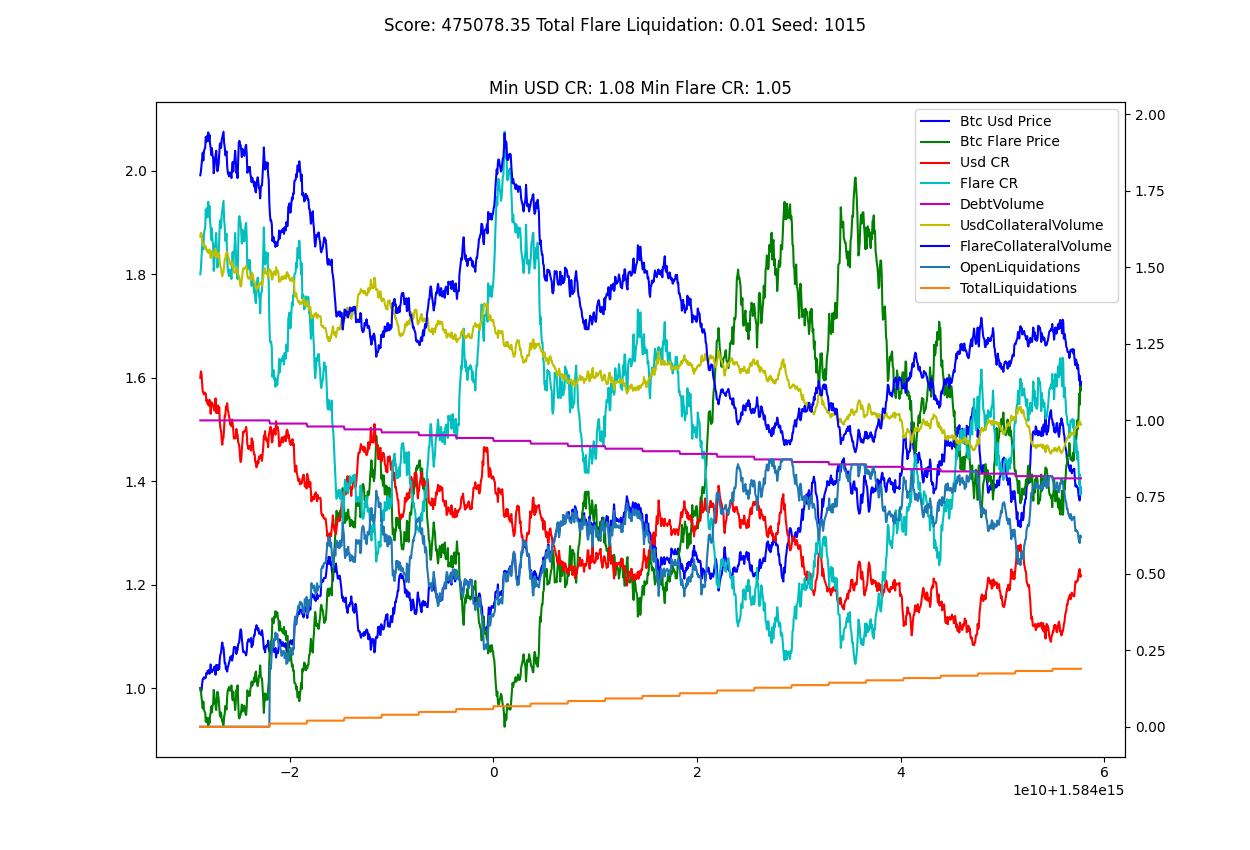 Score: 475078.35 Total Flare Liquidation: 0.01 Seed: 1015
Min USD CR: 1.08 Min Flare CR: 1.05
Btc Usd Price
Btc Flare Price
Usd CR
Flare CR
DebtVolume
UsdCollateralVolume
FlareCollateralVolume
OpenLiquidations
TotalLiquidations
2.0
1.8
1.6
1.4
1.2
1.0
2.00
1.75
1.50
1.25
1.00
0.75
0.50
0.25
0.00
−2 0 2 4 6
1e10+1.584e15